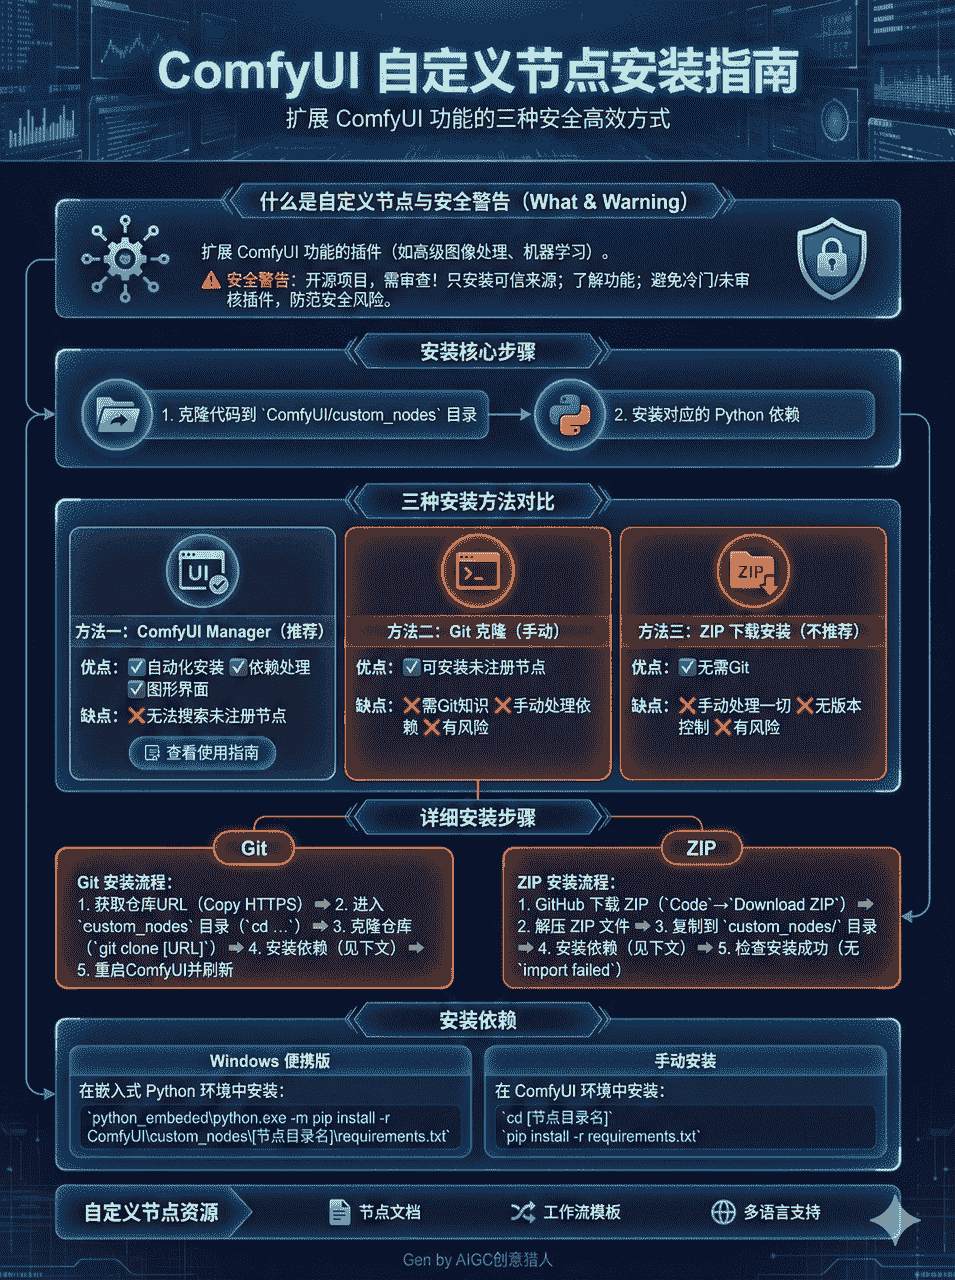 ComfyUI 自定义节点安装指南
扩展 ComfyUI 功能的三种安全高效方式
什么是自定义节点与安全警告（What & Warning）
扩展 ComfyUI 功能的插件（如高级图像处理、机器学习）。
安全警告：开源项目，需审查！只安装可信来源；了解功能；避免冷门/未审
核插件，防范安全风险。
安装核心步骤
1. 克隆代码到 `ComfyUI/custom_nodes` 目录
2. 安装对应的 Python 依赖
三种安装方法对比
UI
方法一：ComfyUI Manager（推荐）
优点：✅自动化安装 ✅依赖处理
✅图形界面
缺点：❌无法搜索未注册节点
查看使用指南
>_
方法二：Git 克隆（手动）
优点：✅可安装未注册节点
缺点：❌需Git知识 ❌手动处理依
赖 ❌有风险
ZIP
方法三：ZIP 下载安装（不推荐）
优点：✅无需Git
缺点：❌手动处理一切 ❌无版本
控制 ❌有风险
详细安装步骤
Git
Git 安装流程：
1. 获取仓库URL（Copy HTTPS）➡ 2. 进入
`custom_nodes` 目录（`cd ...`）➡ 3. 克隆仓库
（`git clone [URL]`）➡ 4. 安装依赖（见下文）➡
5. 重启ComfyUI并刷新
ZIP
ZIP 安装流程：
1. GitHub 下载 ZIP（`Code`→`Download ZIP`）➡
2. 解压 ZIP 文件 ➡ 3. 复制到 `custom_nodes/` 目录
➡ 4. 安装依赖（见下文）➡ 5. 检查安装成功（无
`import failed`）
安装依赖
Windows 便携版
在嵌入式 Python 环境中安装：
`python_embeded\python.exe -m pip install -r
ComfyUI\custom_nodes\[节点目录名]\requirements.txt`
手动安装
在 ComfyUI 环境中安装：
`cd [节点目录名]`
`pip install -r requirements.txt`
自定义节点资源
节点文档
工作流模板
多语言支持
Gen by AIGC创意猎人